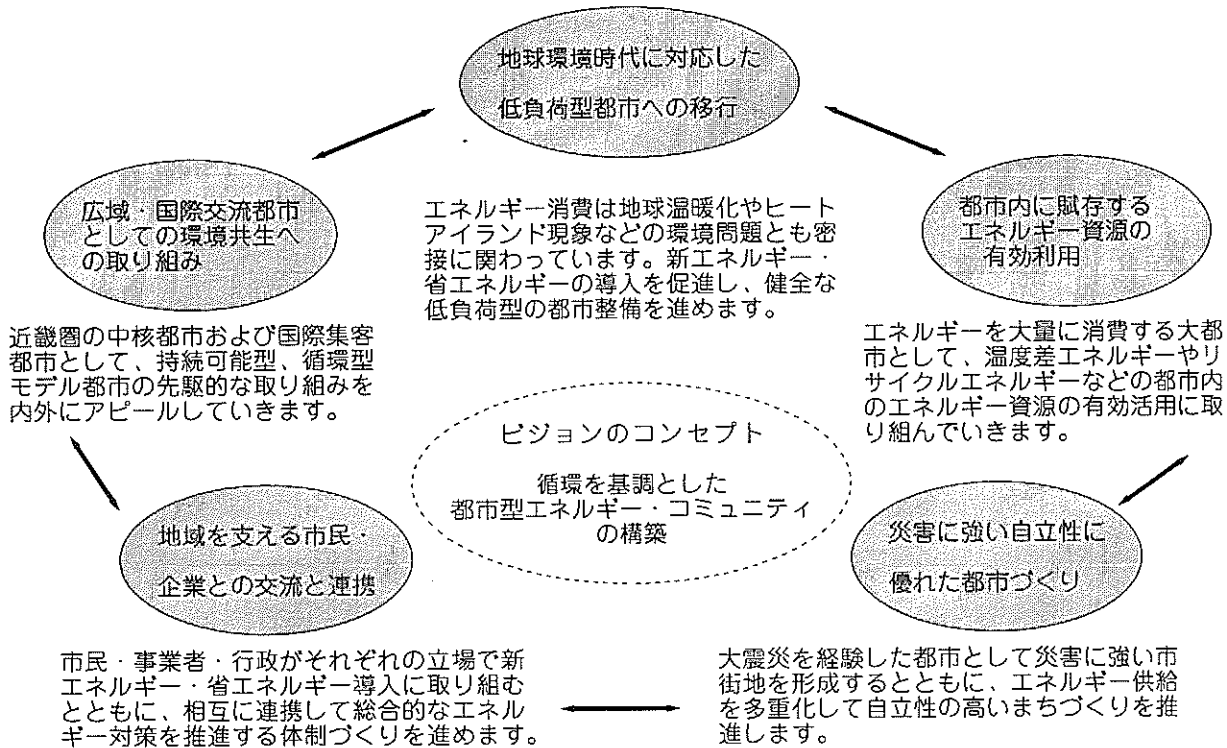 地球環境時代に対応した
低負荷型都市への移行
広域・国際交流都市
としての環境共生へ
の取り組み
近畿圏の中核都市および国際集客
都市として、持続可能型、循環型
モデル都市の先駆的な取り組みを
内外にアピールしていきます。
エネルギー消費は地球温暖化やヒート
アイランド現象などの環境問題とも密
接に関わっています。新エネルギー・
省エネルギーの導入を促進し、健全な
低負荷型の都市整備を進めます。
都市内に賦存する
エネルギー資源の
有効利用
エネルギーを大量に消費する大都
市として、温度差エネルギーやリ
サイクルエネルギーなどの都市内
のエネルギー資源の有効活用に取
り組んでいきます。
ビジョンのコンセプト
循環を基調とした
都市型エネルギー・コミュニティ
の構築
地域を支える市民・
企業との交流と連携
市民・事業者・行政がそれぞれの立場で新
エネルギー・省エネルギー導入に取り組む
とともに、相互に連携して総合的なエネル
ギー対策を推進する体制づくりを進めます。
災害に強い自立性に
優れた都市づくり
大震災を経験した都市として災害に強い市
街地を形成するとともに、エネルギー供給
を多重化して自立性の高いまちづくりを推
進します。